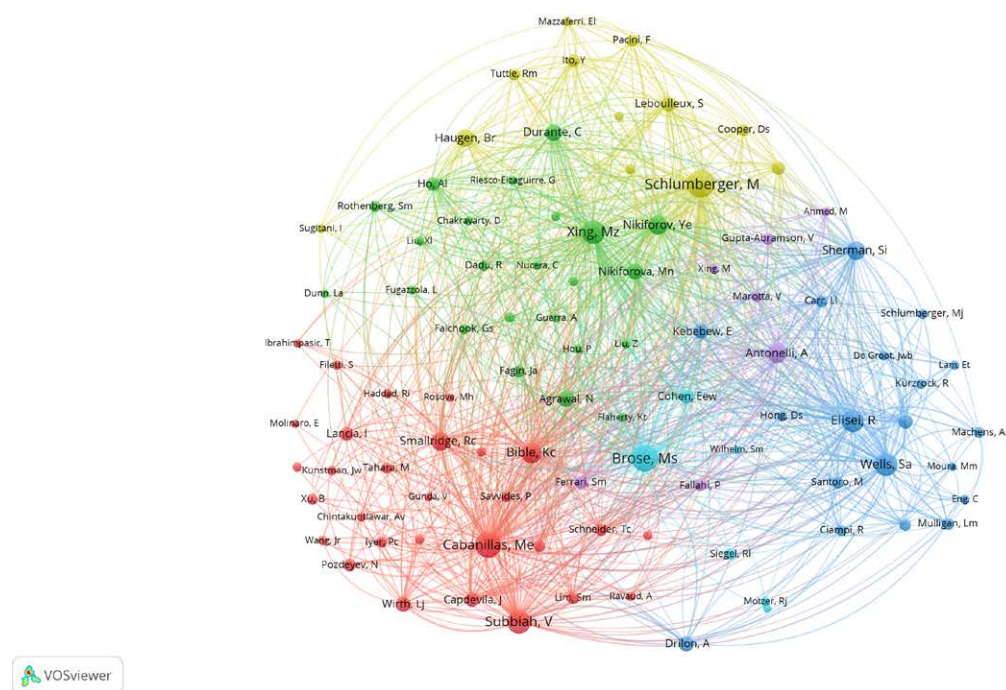 Mazzaferri, El
Pacini, F
Ito, Y
Tuttle, Rm
Leboulleux, S
Cooper, Ds
Durante, C
Haugen, Br
Schlumberger, M
Riesco-Eizaguirre, G
Ho, Al
Rothenberg, Sm
Ahmed, M
Chakravarty, D
Nikiforov, Ye
Sugitani, I
Xing, Mz
Liu, Xl
Gupta-Abramson, V
Sherman, Si
Dadu, R
Nucera, C
Xing, M
Nikiforova, Mn
Fugazzola, L
Dunn, La
Marotta, V
Carr, Ll
Schlumberger, Mj
Guerra, A
Falchook, Gs
Kebebew, E
Ibrahimpasic, T
Liu, Z
Hou, P
Antonelli, A
De Groot, Jwb
Filetti, S
Lam, Et
Fagin, Ja
Kurzrock, R
Haddad, Ri
Rosove, Mh
Agrawal, N
Cohen, Eew
Molinaro, E
Flaherty, Kt
Hong, Ds
Elisei, R
Lancia, I
Smallridge, Rc
Machens, A
Bible, Kc
Wilhelm, Sm
Brose, Ms
Wells, Sa
Kunstman, Jw
Tahara, M
Moura, Mm
Ferrari, Sm
Fallahi, P
Santoro, M
Xu, B
Gunda, V
Savvides, P
Eng, C
Chintakuntlawar, Av
Mulligan, Lm
Schneider, Tc
Ciampi, R
Wang, Jr
Iyer, Pc
Cabanillas, Me
Siegel, Rl
Pozdeyev, N
Lim, Sm
Ravaud, A
Wirth, Lj
Capdevila, J
Motzer, Rj
Subbiah, V
Drilon, A
VOSviewer